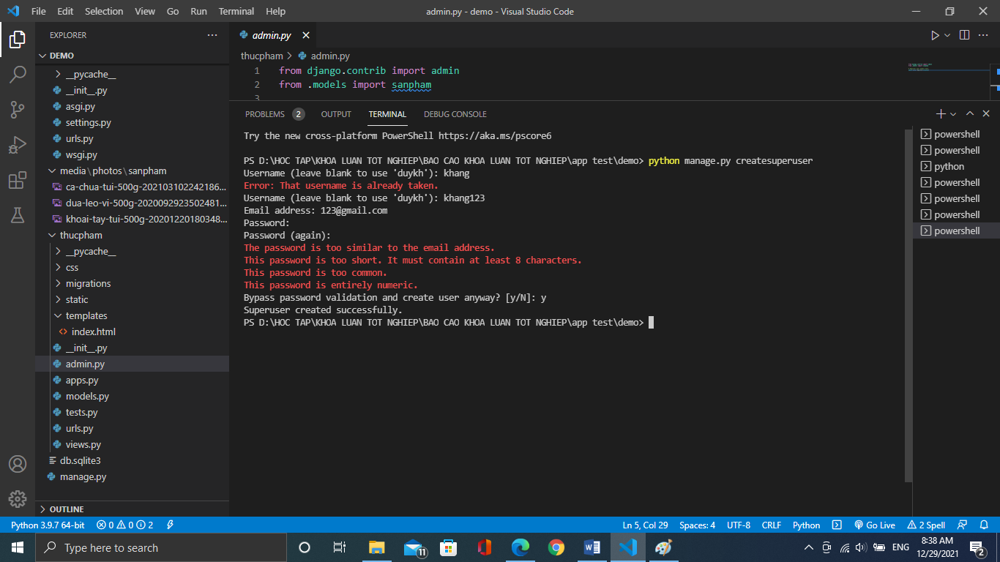 File Edit Selection View Go Run Terminal Help
admin.py - demo - Visual Studio Code
EXPLORER
DEMO
__pycache__
__init__.py
asgi.py
settings.py
urls.py
wsgi.py
media\photos\sanpham
ca-chua-tui-500g-202103102242186...
dua-leo-vi-500g-2020092923502481...
khoai-tay-tui-500g-20201220180348...
thucpham
__pycache__
css
migrations
static
templates
index.html
__init__.py
admin.py
apps.py
models.py
tests.py
urls.py
views.py
db.sqlite3
manage.py
OUTLINE
admin.py
thucpham > admin.py
1 from django.contrib import admin
2 from .models import sanpham
3
PROBLEMS 2 OUTPUT TERMINAL DEBUG CONSOLE
Try the new cross-platform PowerShell https://aka.ms/pscore6
PS D:\HOC TAP\KHOA LUAN TOT NGHIEP\BAO CAO KHOA LUAN TOT NGHIEP\app test\demo> python manage.py createsuperuser
Username (leave blank to use 'duykh'): khang
Error: That username is already taken.
Username (leave blank to use 'duykh'): khang123
Email address: 123@gmail.com
Password:
Password (again):
The password is too similar to the email address.
This password is too short. It must contain at least 8 characters.
This password is too common.
This password is entirely numeric.
Bypass password validation and create user anyway? [y/N]: y
Superuser created successfully.
PS D:\HOC TAP\KHOA LUAN TOT NGHIEP\BAO CAO KHOA LUAN TOT NGHIEP\app test\demo>
powershell
powershell
python
powershell
powershell
powershell
powershell
Python 3.9.7 64-bit 0 0 2
Ln 5, Col 29 Spaces: 4 UTF-8 CRLF Python Go Live 2 Spell
Type here to search
11
ENG
8:38 AM
12/29/2021
2